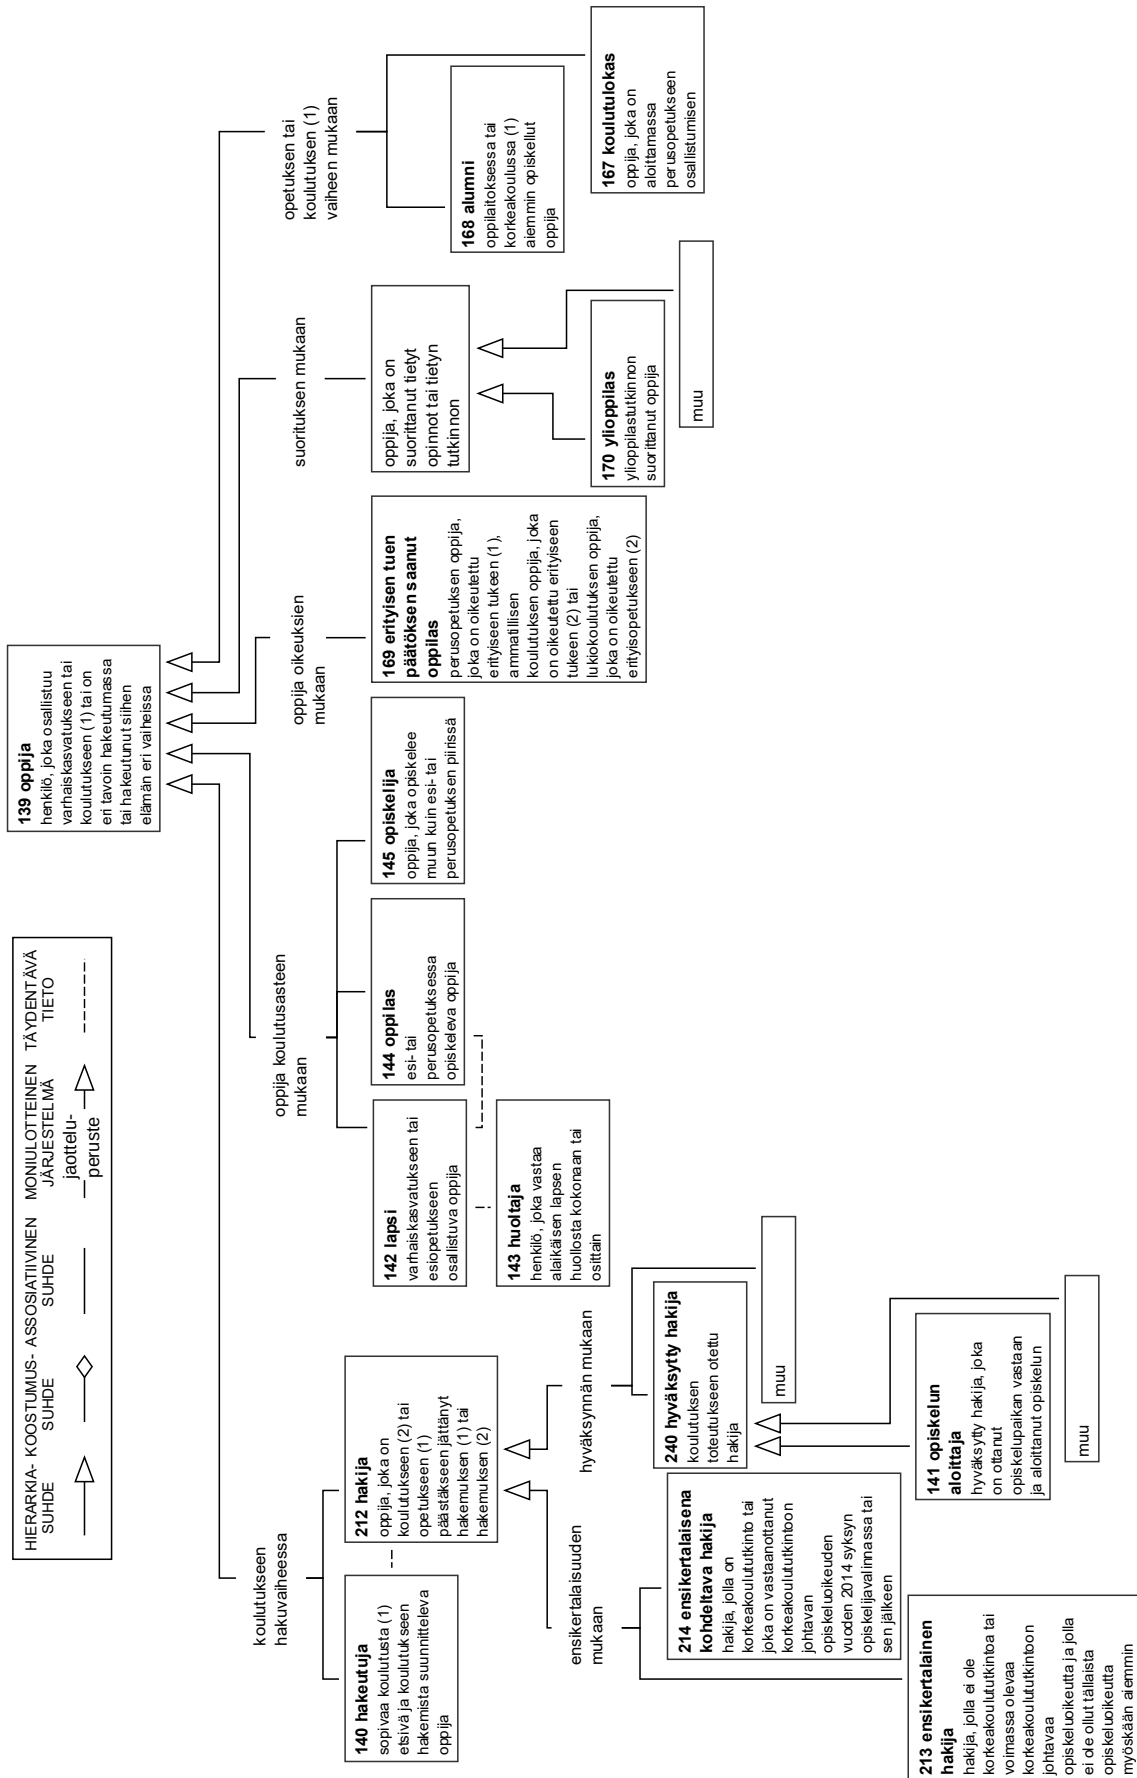 HIERARKIA-
SUHDE
KOOSTUMUS-
SUHDE
ASSOSIATIIVINEN
SUHDE
MONIULOTTEINEN
JÄRJESTELMÄ
jaottelu-
peruste
TÄYDENTÄVÄ
TIETO
139 oppija
henkilö, joka osallistuu
varhaiskasvatukseen tai
koulutukseen (1) tai on
eri tavoin hakeutumassa
tai hakeutunut siihen
elämän eri vaiheissa
koulutukseen
hakuvaiheessa
oppija koulutusasteen
mukaan
oppija oikeuksien
mukaan
suorituksen mukaan
opetuksen tai
koulutuksen (1)
vaiheen mukaan
140 hakeutuja
sopivaa koulutusta (1)
etsivä ja koulutukseen
hakemista suunnitteleva
oppija
212 hakija
oppija, joka on
koulutukseen (2) tai
opetukseen (1)
päästäkseen jättänyt
hakemuksen (1) tai
hakemuksen (2)
142 lapsi
varhaiskasvatukseen tai
esiopetukseen
osallistuva oppija
144 oppilas
esi- tai
perusopetuksessa
opiskeleva oppija
145 opiskelija
oppija, joka opiskelee
muun kuin esi- tai
perusopetuksen piirissä
169 erityisen tuen
päätöksen saanut
oppilas
perusopetuksen oppija,
joka on oikeutettu
erityiseen tukeen (1),
ammatillisen
koulutuksen oppija, joka
on oikeutettu erityiseen
tukeen (2) tai
lukiokoulutuksen oppija,
joka on oikeutettu
erityisopetukseen (2)
oppija, joka on
suorittanut tietyt
opinnot tai tietyn
tutkinnon
168 alumni
oppilaitoksessa tai
korkeakoulussa (1)
aiemmin opiskellut
oppija
167 koulutulokas
oppija, joka on
aloittamassa
perusopetukseen
osallistumisen
143 huoltaja
henkilö, joka vastaa
alaikäisen lapsen
huollosta kokonaan tai
osittain
170 ylioppilas
ylioppilastutkinnon
suorittanut oppija
muu
ensikertalaisuuden
mukaan
hyväksynnän mukaan
214 ensikertalaisena
kohdeltava hakija
hakija, jolla on
korkeakoulututkinto tai
joka on vastaanottanut
korkeakoulututkintoon
johtavan
opiskeluoikeuden
vuoden 2014 syksyn
opiskelijavalinnassa tai
sen jälkeen
240 hyväksytty hakija
koulutuksen
toteutukseen otettu
hakija
muu
213 ensikertalainen
hakija
hakija, jolla ei ole
korkeakoulututkintoa tai
voimassa olevaa
korkeakoulututkintoon
johtavaa
opiskeluoikeutta ja jolla
ei ole ollut tällaista
opiskeluoikeutta
myöskään aiemmin
141 opiskelun
aloittaja
hyväksytty hakija, joka
on ottanut
opiskelupaikan vastaan
ja aloittanut opiskelun
muu